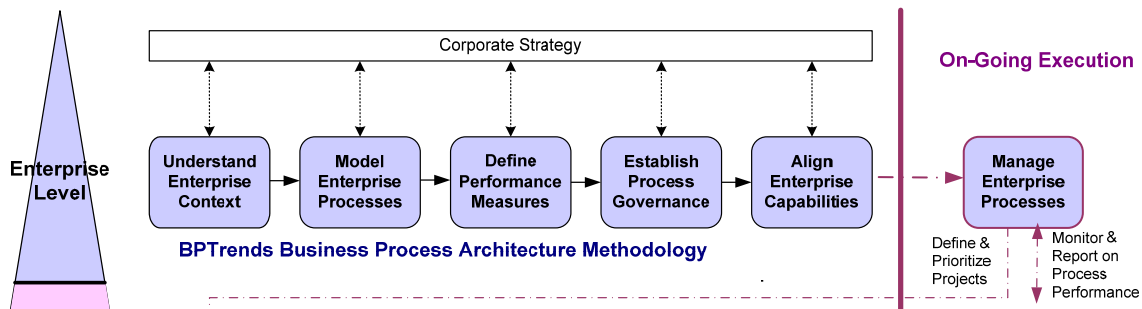 Corporate Strategy
On-Going Execution
Enterprise
Level
Understand
Enterprise
Context
Model
Enterprise
Processes
Define
Performance
Measures
Establish
Process
Governance
Align
Enterprise
Capabilities
Manage
Enterprise
Processes
BPTrends Business Process Architecture Methodology
Define &
Prioritize
Projects
Monitor &
Report on
Process
Performance